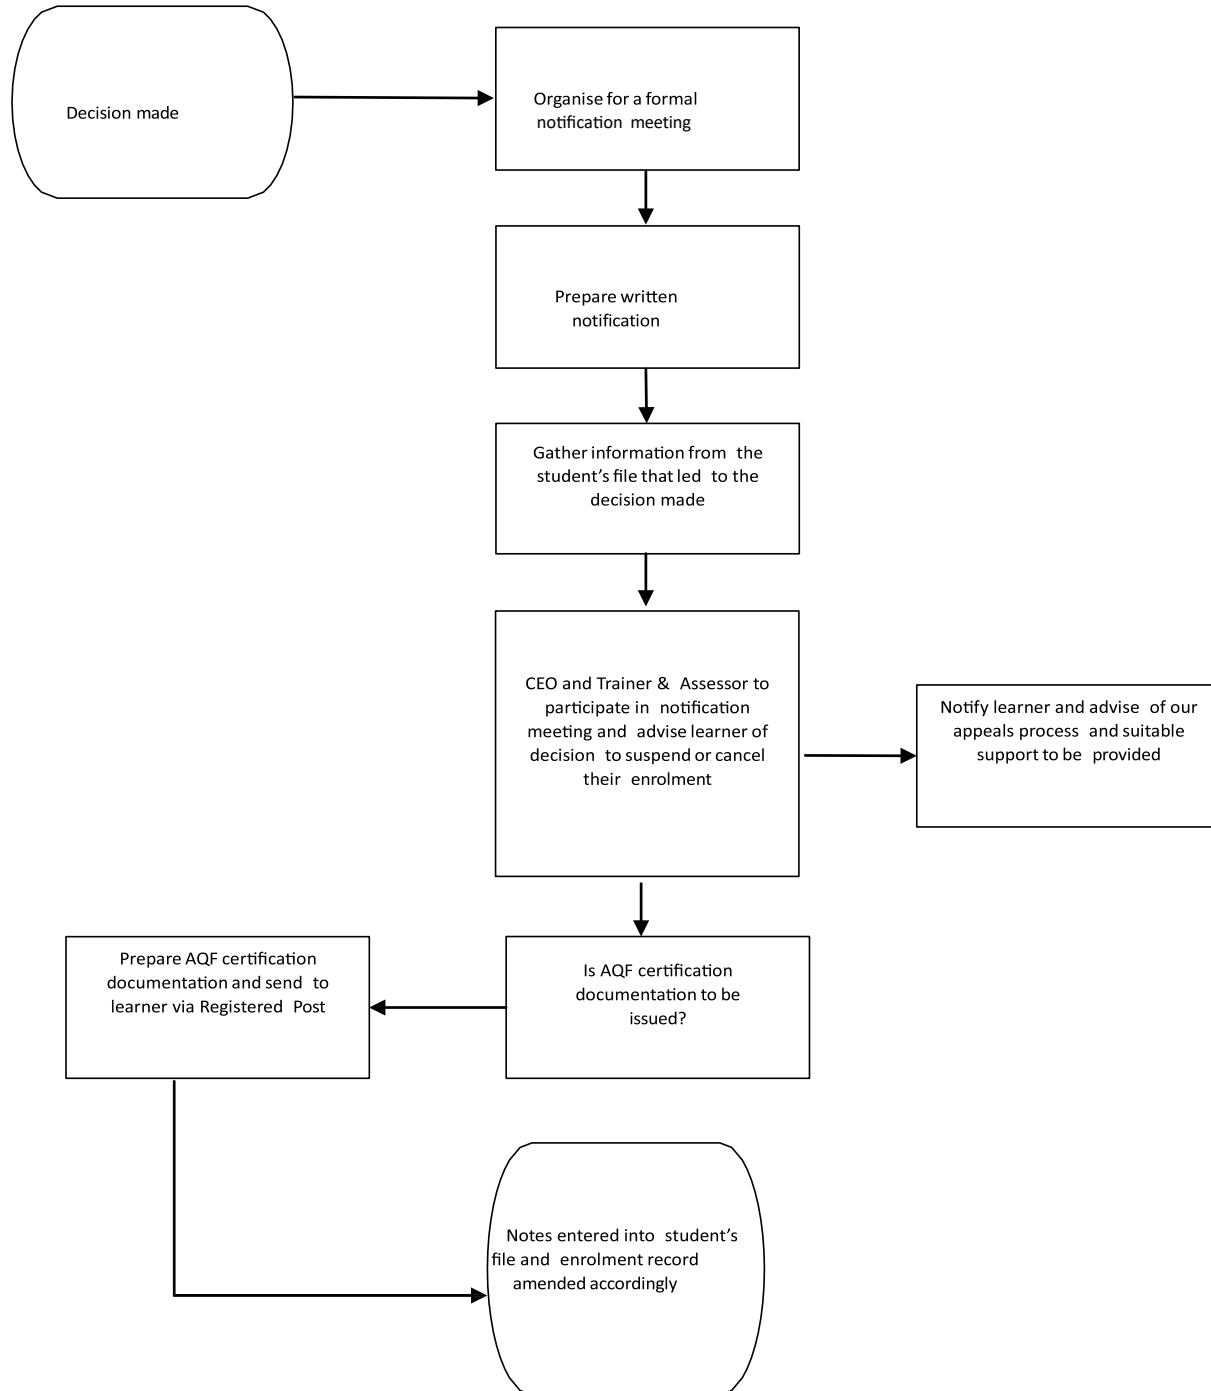 Decision made
Organise for a formal
notification meeting
Prepare written
notification
Gather information from the
student’s file that led to the
decision made
CEO and Trainer & Assessor to
participate in notification
meeting and advise learner of
decision to suspend or cancel
their enrolment
Notify learner and advise of our
appeals process and suitable
support to be provided
Prepare AQF certification
documentation and send to
learner via Registered Post
Is AQF certification
documentation to be
issued?
Notes entered into student’s
file and enrolment record
amended accordingly